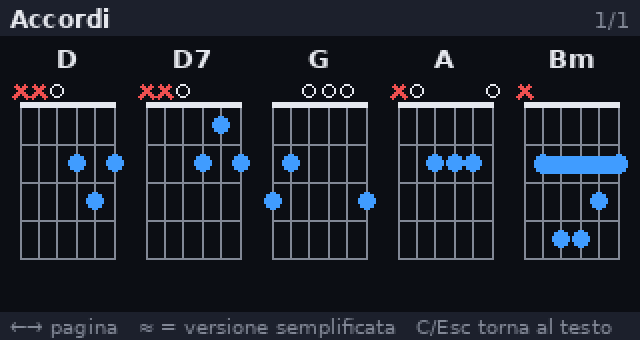 Accordi 1/1
D D7 G A Bm
←→ pagina ≈ = versione semplificata C/Esc torna al testo